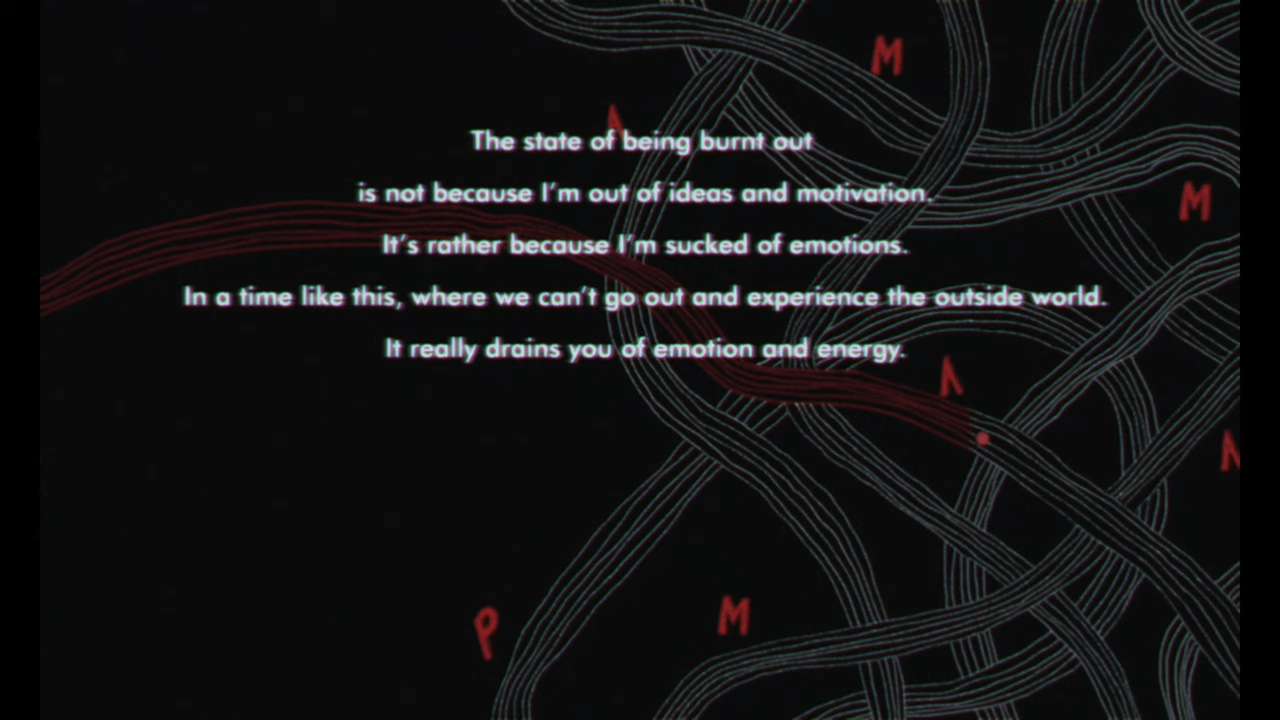 M
Λ
The state of being burnt out
is not because I'm out of ideas and motivation.
M
It's rather because I'm sucked of emotions.
In a time like this, where we can't go out and experience the outside world.
It really drains you of emotion and energy.
Λ
P
M